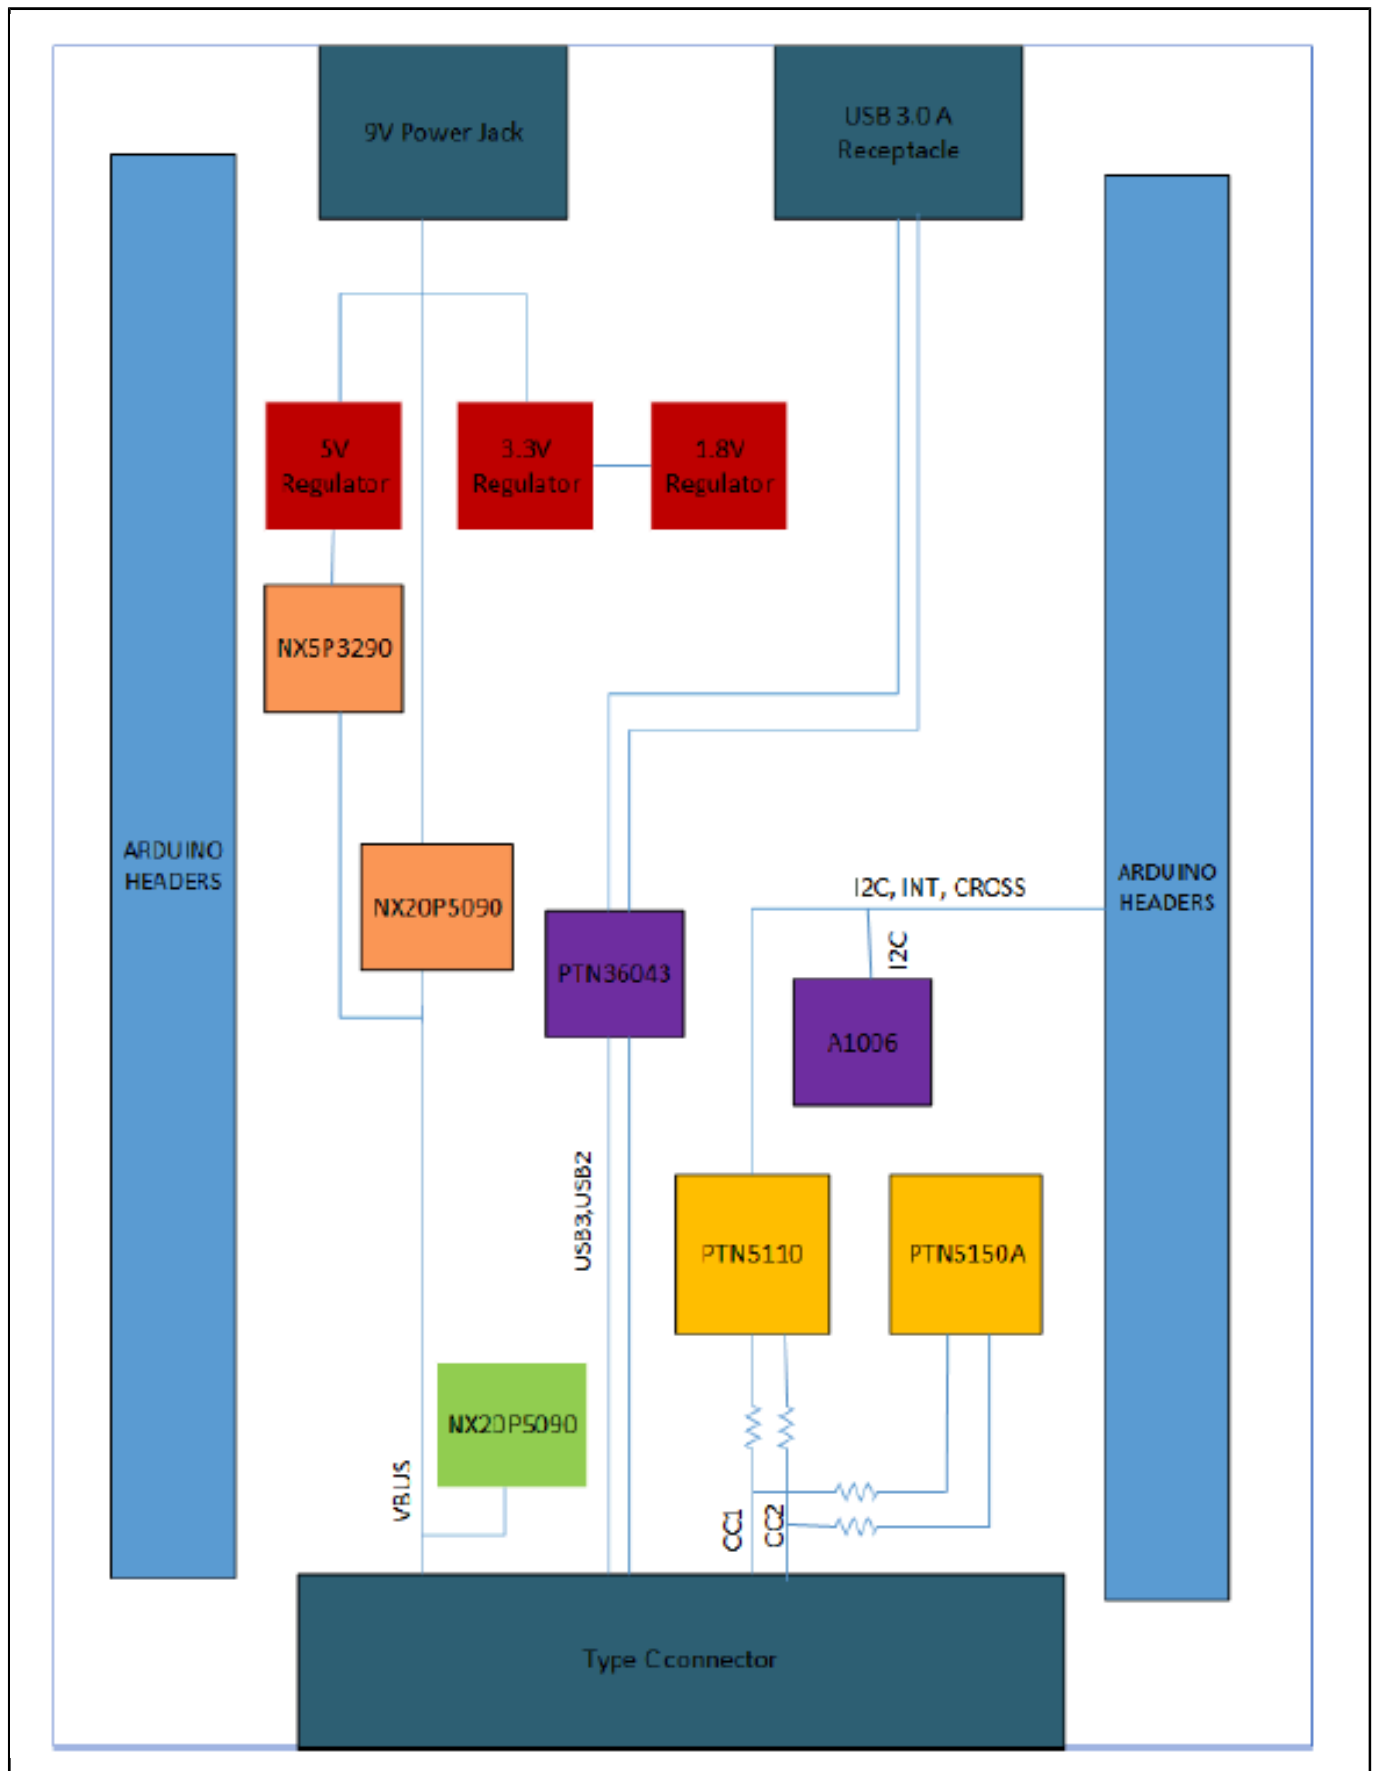 9V Power Jack
USB 3.0 A
Receptacle
5V
Regulator
3.3V
Regulator
1.8V
Regulator
NX5P3290
ARDUINO
HEADERS
NX20P5090
I2C, INT, CROSS
ARDUINO
HEADERS
I2C
PTN36043
A1006
USB3,USB2
PTN5110
PTN5150A
NX20P5090
VBUS
CC1
CC2
Type C connector